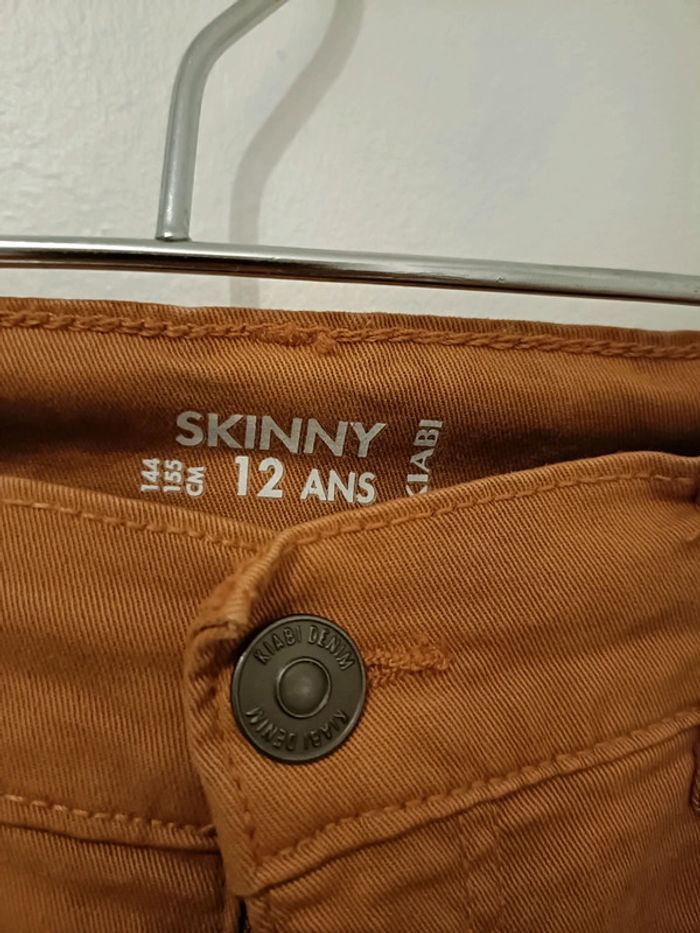 SKINNY
144
155
CM
12 ANS
KIABI
KIABI DENIM
KIABI DENIM